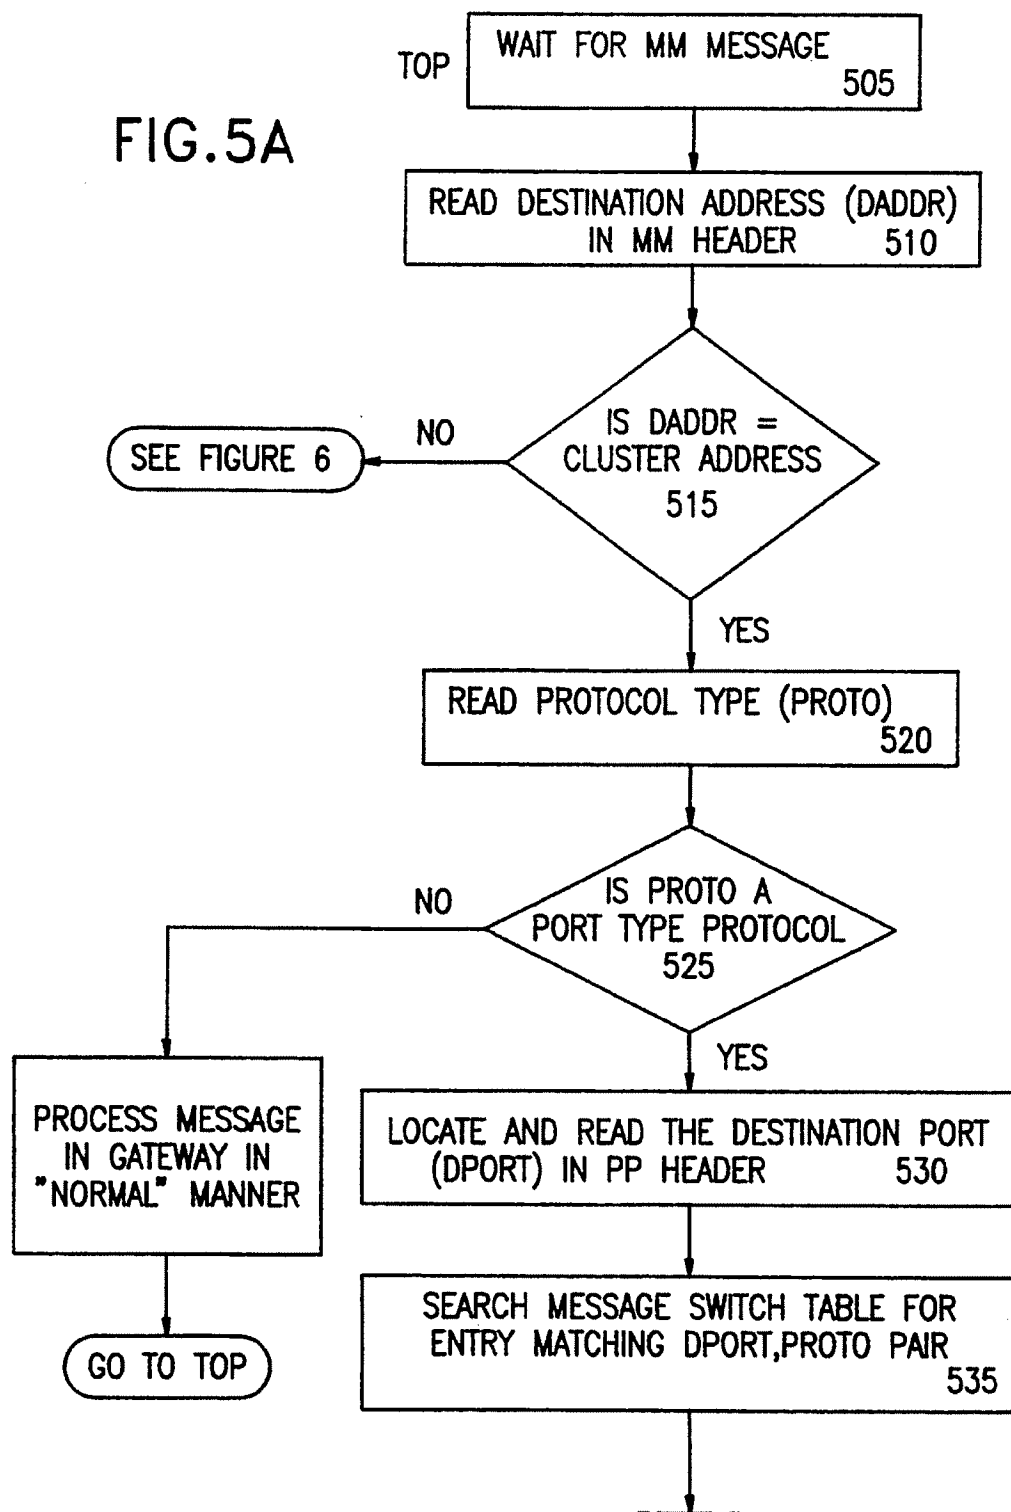 TOP
WAIT FOR MM MESSAGE
505
FIG.5A
READ DESTINATION ADDRESS (DADDR)
IN MM HEADER 510
IS DADDR =
CLUSTER ADDRESS
515
NO
SEE FIGURE 6
YES
READ PROTOCOL TYPE (PROTO)
520
IS PROTO A
PORT TYPE PROTOCOL
525
NO
YES
PROCESS MESSAGE
IN GATEWAY IN
"NORMAL" MANNER
GO TO TOP
LOCATE AND READ THE DESTINATION PORT
(DPORT) IN PP HEADER 530
SEARCH MESSAGE SWITCH TABLE FOR
ENTRY MATCHING DPORT,PROTO PAIR
535